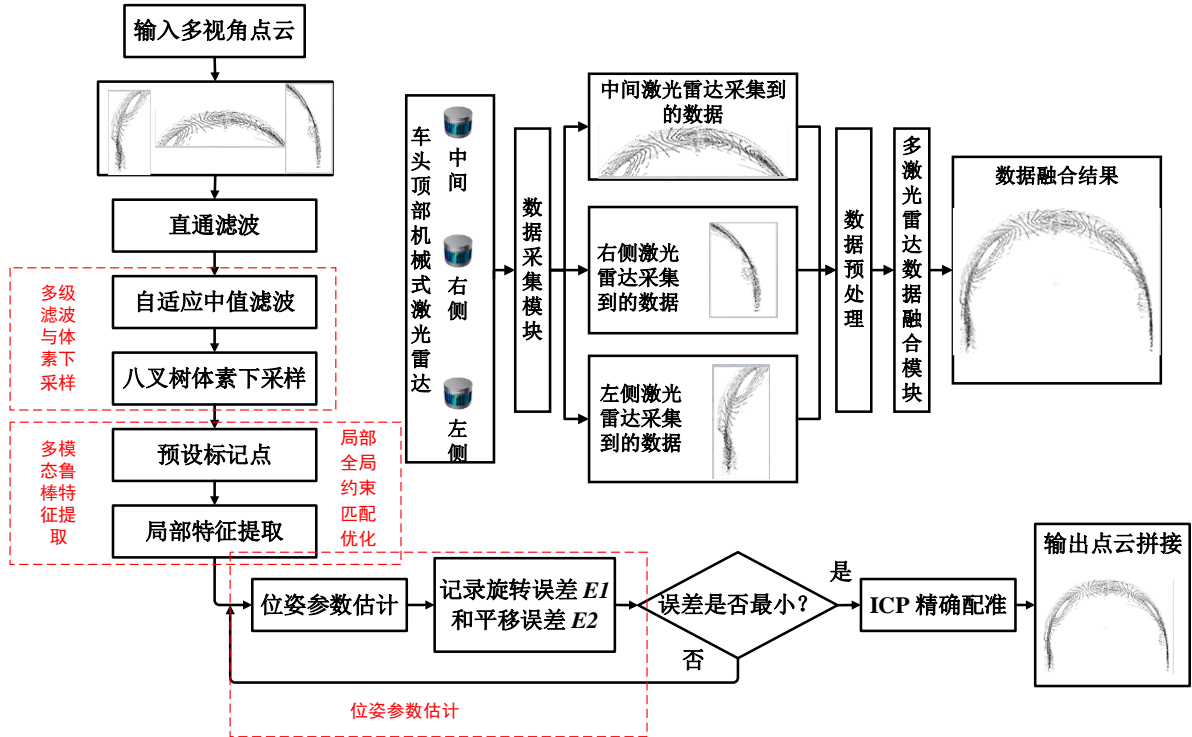 输入多视角点云
直通滤波
自适应中值滤波
八叉树体素下采样
多级
滤波
与体
素下
采样
预设标记点
局部特征提取
多模
态鲁
棒特
征提
取
局部
全局
约束
匹配
优化
车头顶部机械式激光雷达
中间
右侧
左侧
数据采集模块
中间激光雷达采集到
的数据
右侧激光
雷达采集
到的数据
左侧激光
雷达采集
到的数据
数据预处理
多激光雷达数据融合模块
数据融合结果
位姿参数估计
记录旋转误差 E1
和平移误差 E2
误差是否最小？
是
否
ICP 精确配准
输出点云拼接
位姿参数估计